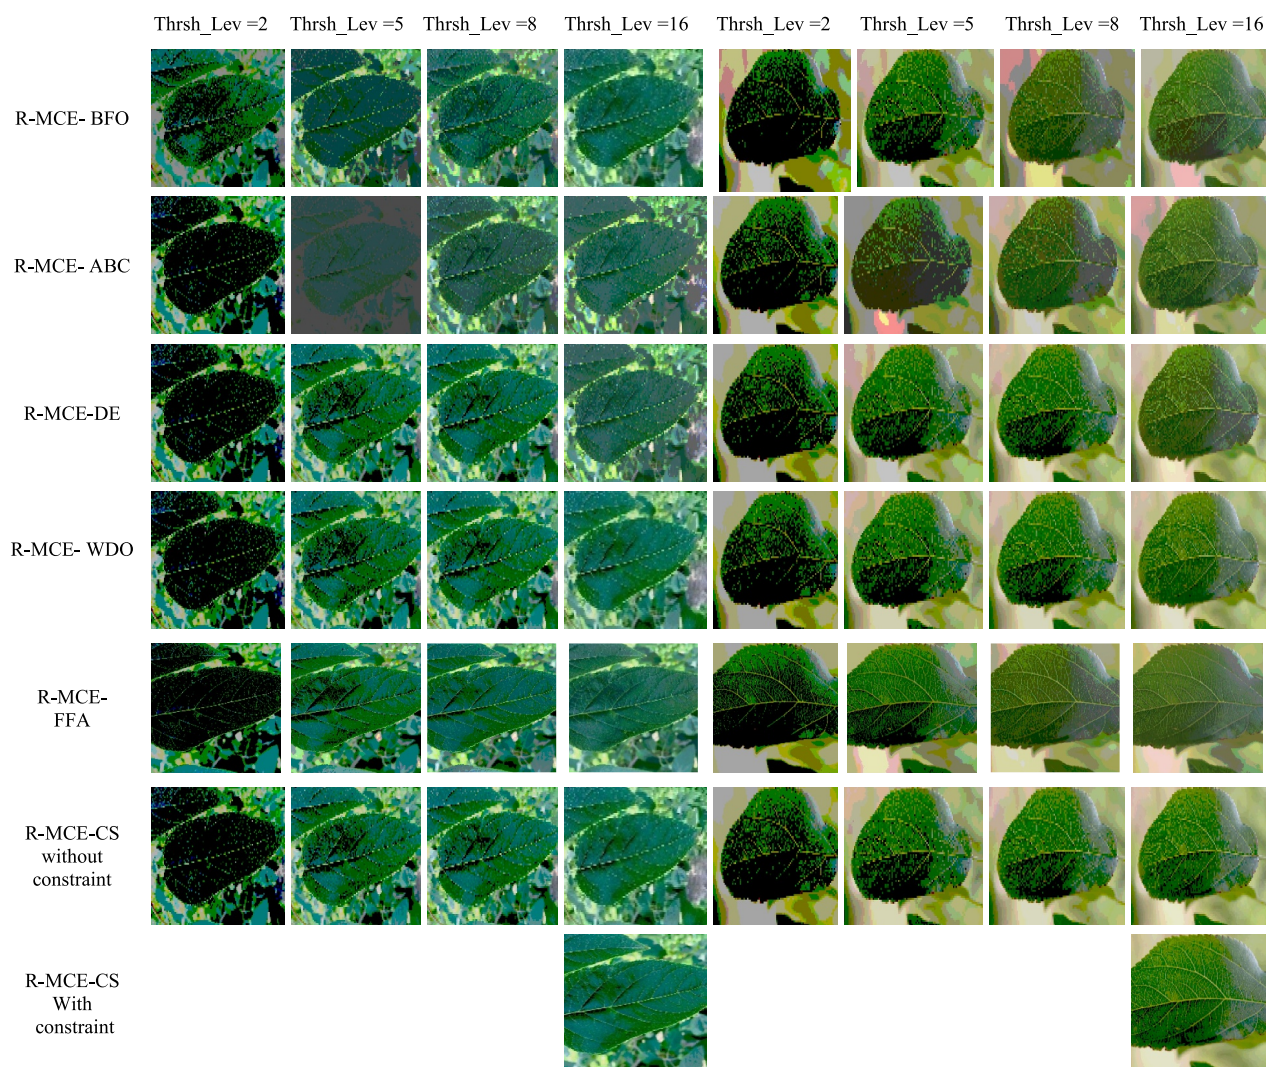 Thrsh_Lev =2 Thrsh_Lev =5 Thrsh_Lev =8 Thrsh_Lev =16 Thrsh_Lev =2 Thrsh_Lev =5 Thrsh_Lev =8 Thrsh_Lev =16
R-MCE- BFO
R-MCE- ABC
R-MCE-DE
R-MCE- WDO
R-MCE-
FFA
R-MCE-CS
without
constraint
R-MCE-CS
With
constraint